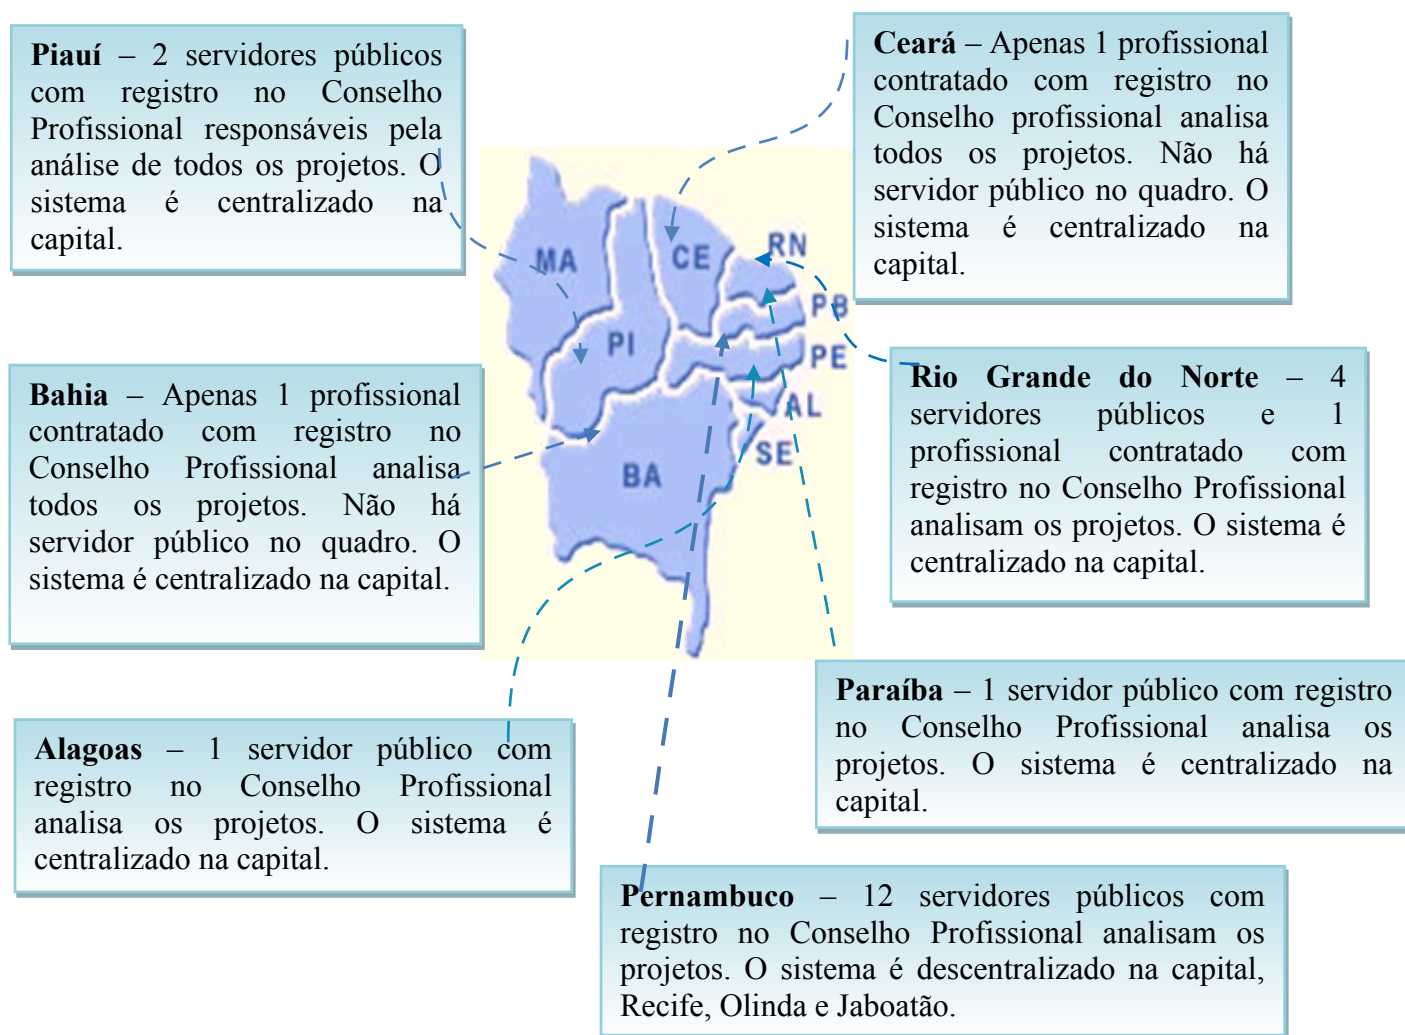 Piauí – 2 servidores públicos
com registro no Conselho
Profissional responsáveis pela
análise de todos os projetos. O
sistema é centralizado na
capital.
Ceará – Apenas 1 profissional
contratado com registro no
Conselho profissional analisa
todos os projetos. Não há
servidor público no quadro. O
sistema é centralizado na
capital.
MA
CE
RN
PB
PI
PE
AL
SE
BA
Bahia – Apenas 1 profissional
contratado com registro no
Conselho Profissional analisa
todos os projetos. Não há
servidor público no quadro. O
sistema é centralizado na capital.
Rio Grande do Norte – 4
servidores públicos e 1
profissional contratado com
registro no Conselho Profissional
analisam os projetos. O sistema é
centralizado na capital.
Paraíba – 1 servidor público com registro
no Conselho Profissional analisa os
projetos. O sistema é centralizado na
capital.
Alagoas – 1 servidor público com
registro no Conselho Profissional
analisa os projetos. O sistema é
centralizado na capital.
Pernambuco – 12 servidores públicos com
registro no Conselho Profissional analisam os
projetos. O sistema é descentralizado na capital,
Recife, Olinda e Jaboatão.